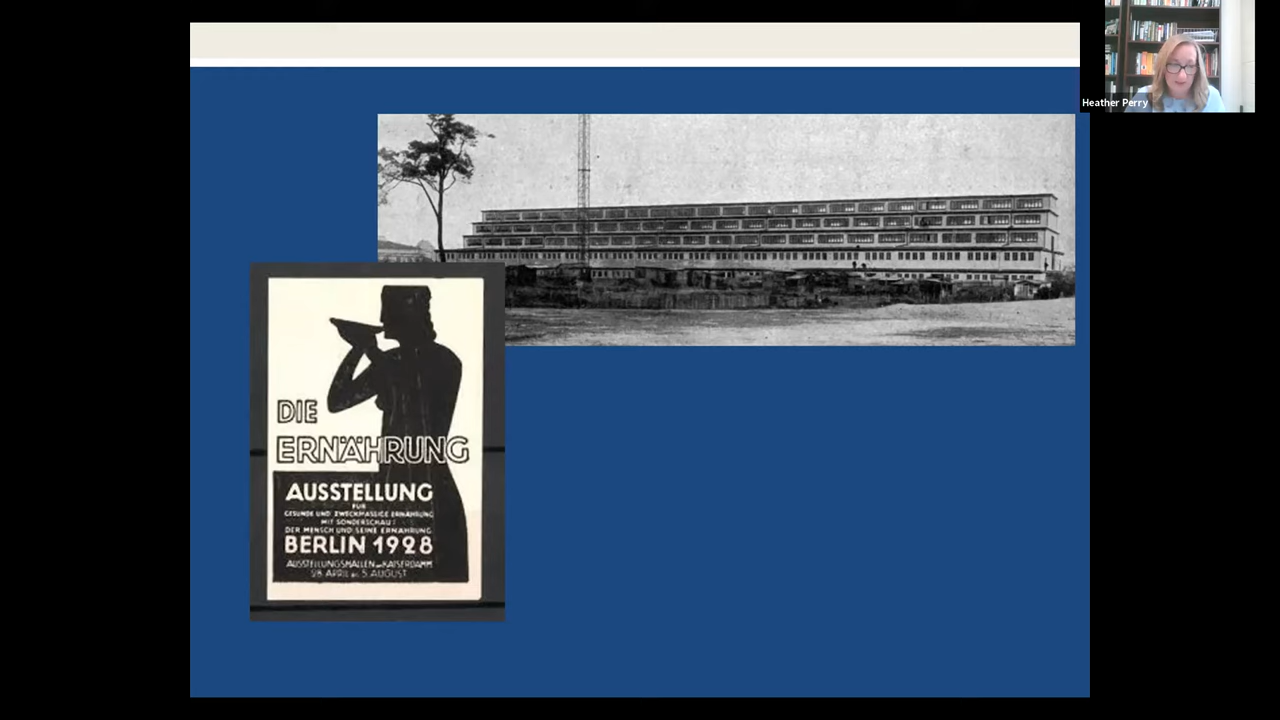 Heather Perry
DIE
ERNÄHRUNG
AUSSTELLUNG
FÜR
GESUNDE UND ZWECKMÄSSIGE ERNÄHRUNG
MIT SONDERSCHAU:
DER MENSCH UND SEINE ERNÄHRUNG
BERLIN 1928
AUSSTELLUNGSHALLEN AM KAISERDAMM
28 APRIL BIS 5 AUGUST